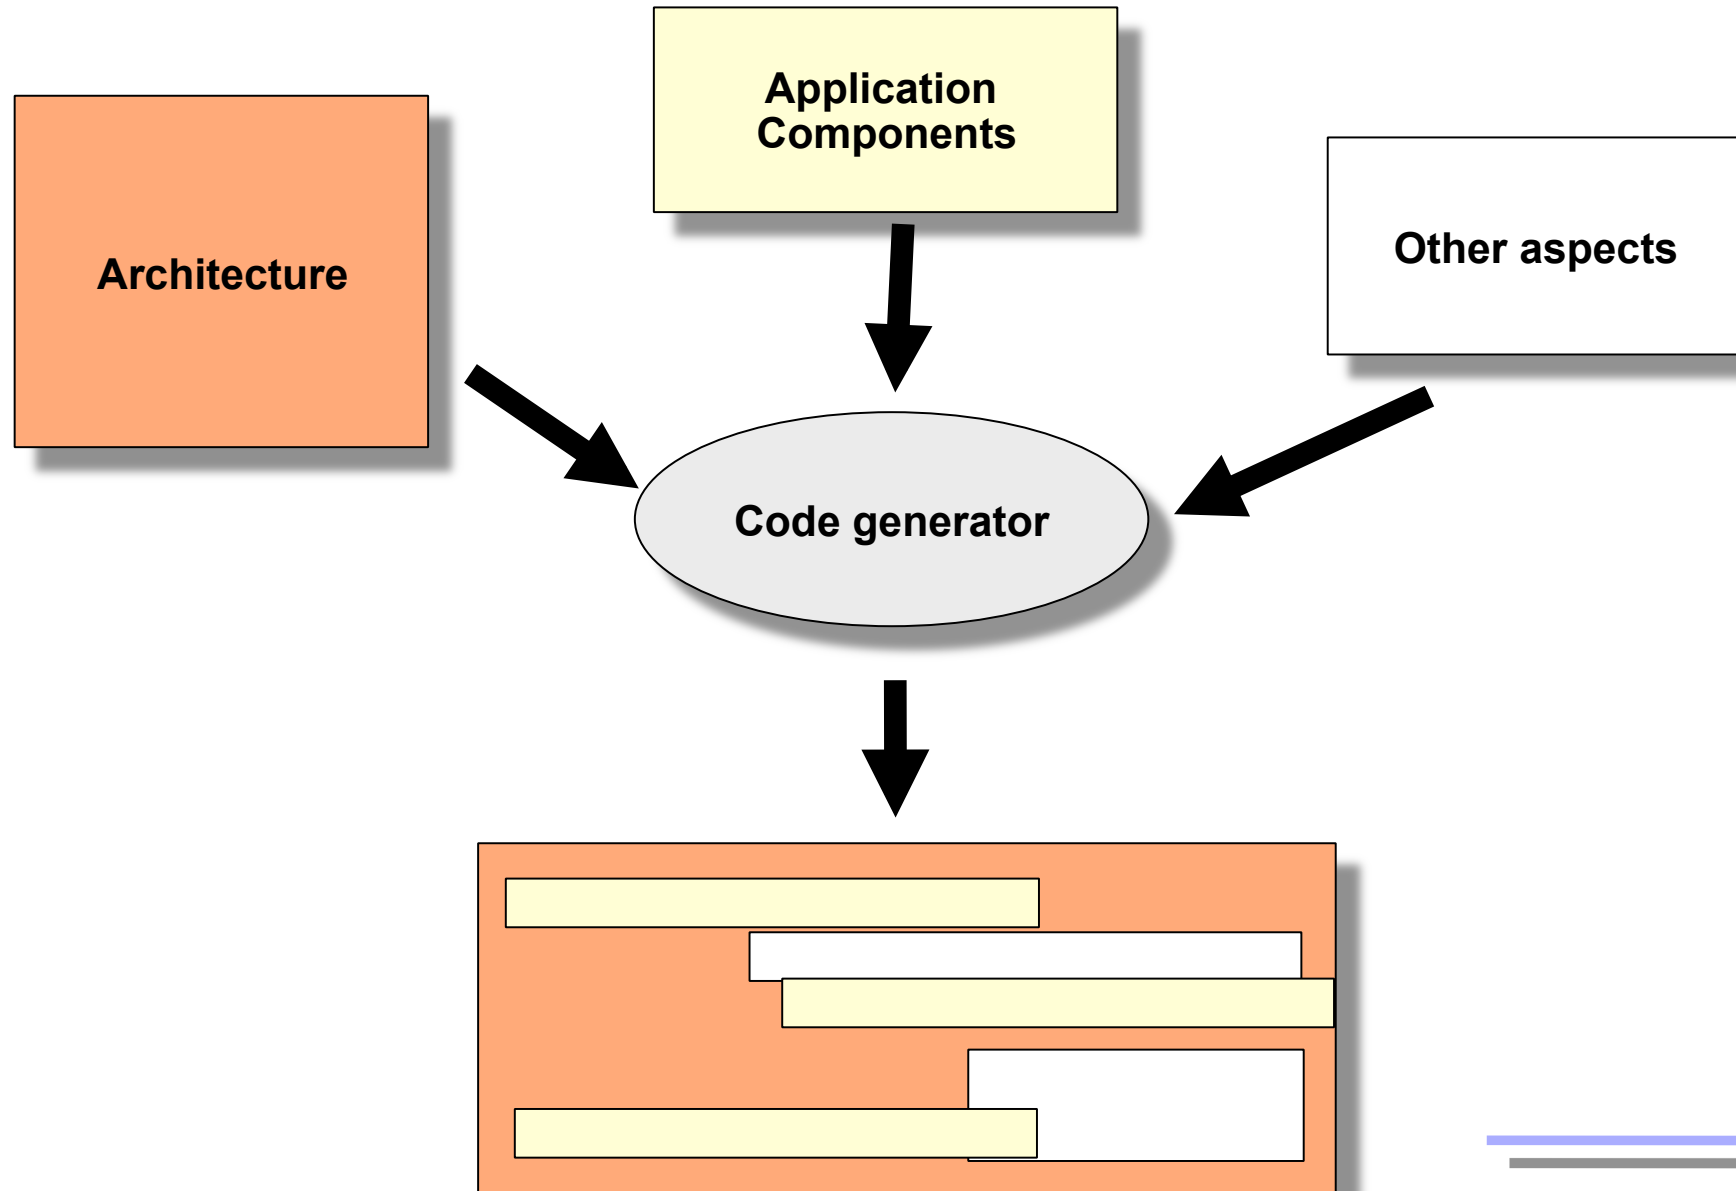 Application
Components
Architecture
Other aspects
Code generator